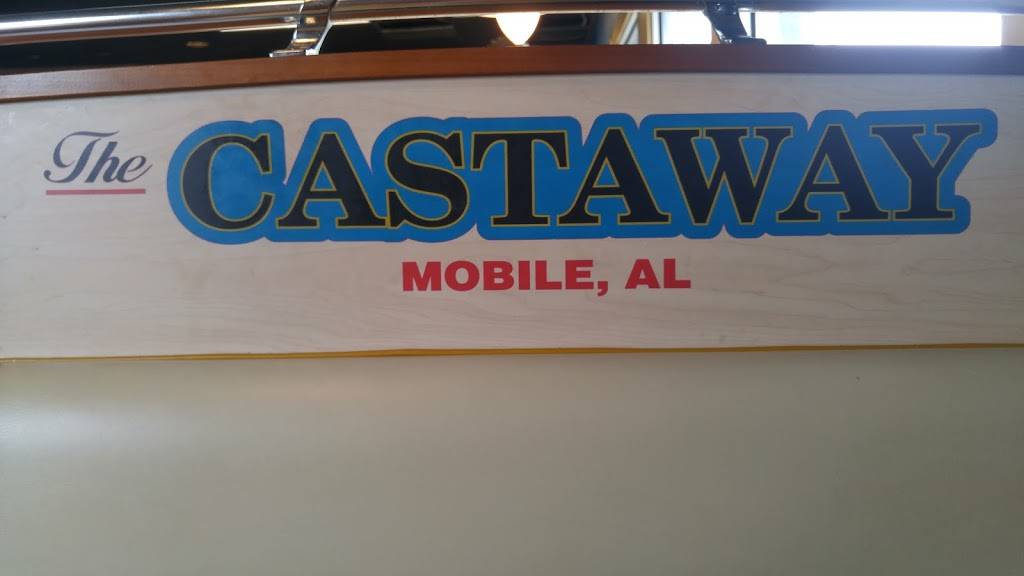 The CASTAWAY
MOBILE, AL